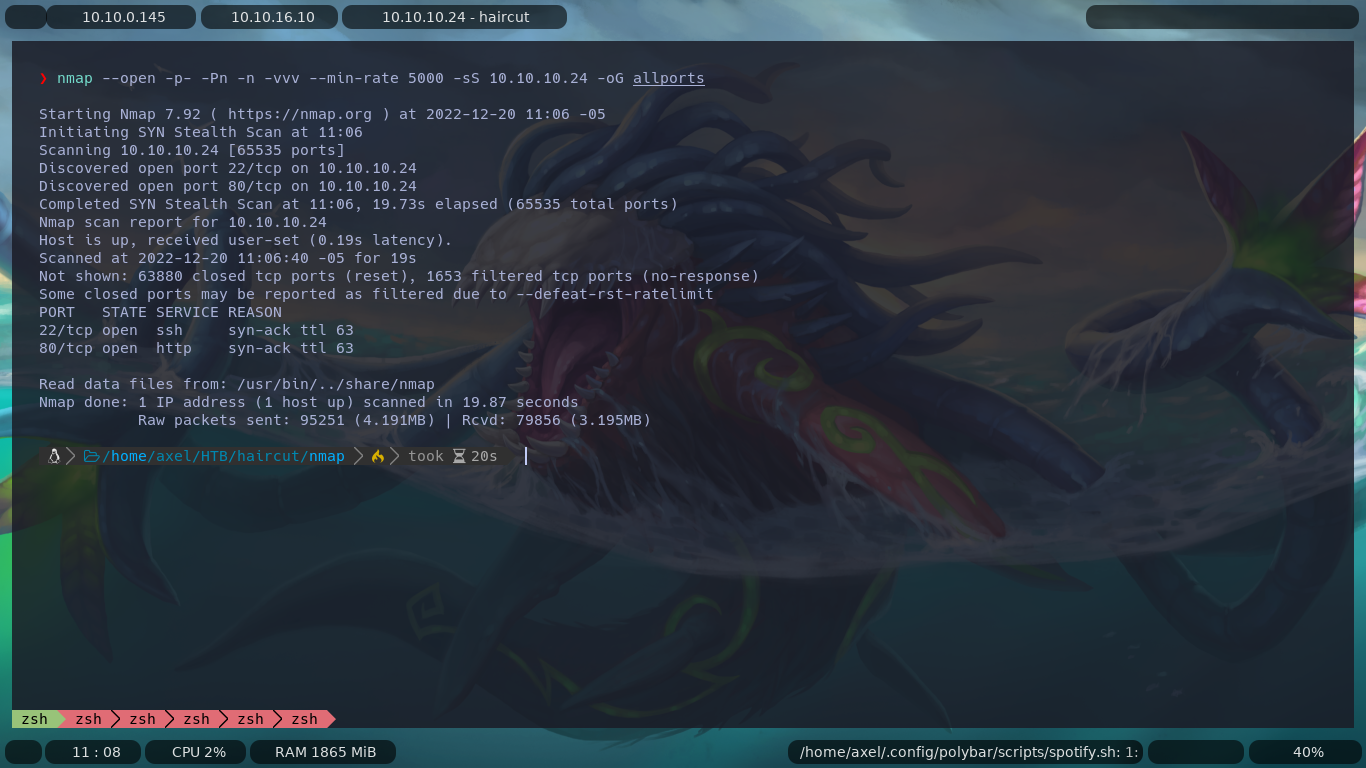 10.10.0.145 10.10.16.10 10.10.10.24 - haircut
❯ nmap --open -p- -Pn -n -vvv --min-rate 5000 -sS 10.10.10.24 -oG allports
Starting Nmap 7.92 ( https://nmap.org ) at 2022-12-20 11:06 -05
Initiating SYN Stealth Scan at 11:06
Scanning 10.10.10.24 [65535 ports]
Discovered open port 22/tcp on 10.10.10.24
Discovered open port 80/tcp on 10.10.10.24
Completed SYN Stealth Scan at 11:06, 19.73s elapsed (65535 total ports)
Nmap scan report for 10.10.10.24
Host is up, received user-set (0.19s latency).
Scanned at 2022-12-20 11:06:40 -05 for 19s
Not shown: 63880 closed tcp ports (reset), 1653 filtered tcp ports (no-response)
Some closed ports may be reported as filtered due to --defeat-rst-ratelimit
PORT   STATE SERVICE REASON
22/tcp open  ssh     syn-ack ttl 63
80/tcp open  http    syn-ack ttl 63
Read data files from: /usr/bin/../share/nmap
Nmap done: 1 IP address (1 host up) scanned in 19.87 seconds
Raw packets sent: 95251 (4.191MB) | Rcvd: 79856 (3.195MB)
/home/axel/HTB/haircut/nmap took 20s
zsh zsh zsh zsh zsh zsh
11 : 08 CPU 2% RAM 1865 MiB /home/axel/.config/polybar/scripts/spotify.sh: 1: 40%